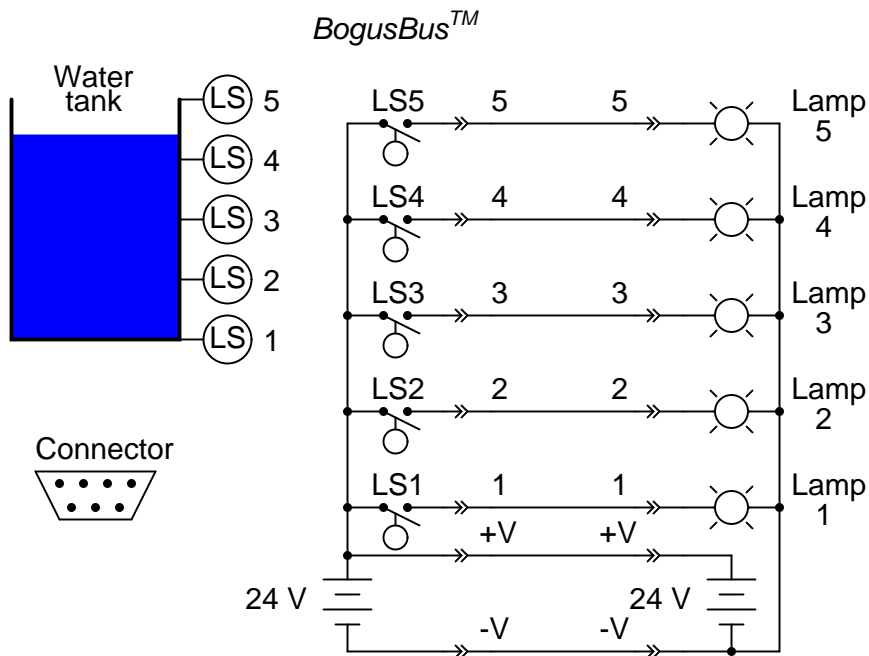 BogusBus™
Water
tank
LS 5
LS 4
LS 3
LS 2
LS 1
Connector
LS5 5 5 Lamp
5
LS4 4 4 Lamp
4
LS3 3 3 Lamp
3
LS2 2 2 Lamp
2
LS1 1 1 Lamp
1
+V +V
24 V 24 V
-V -V